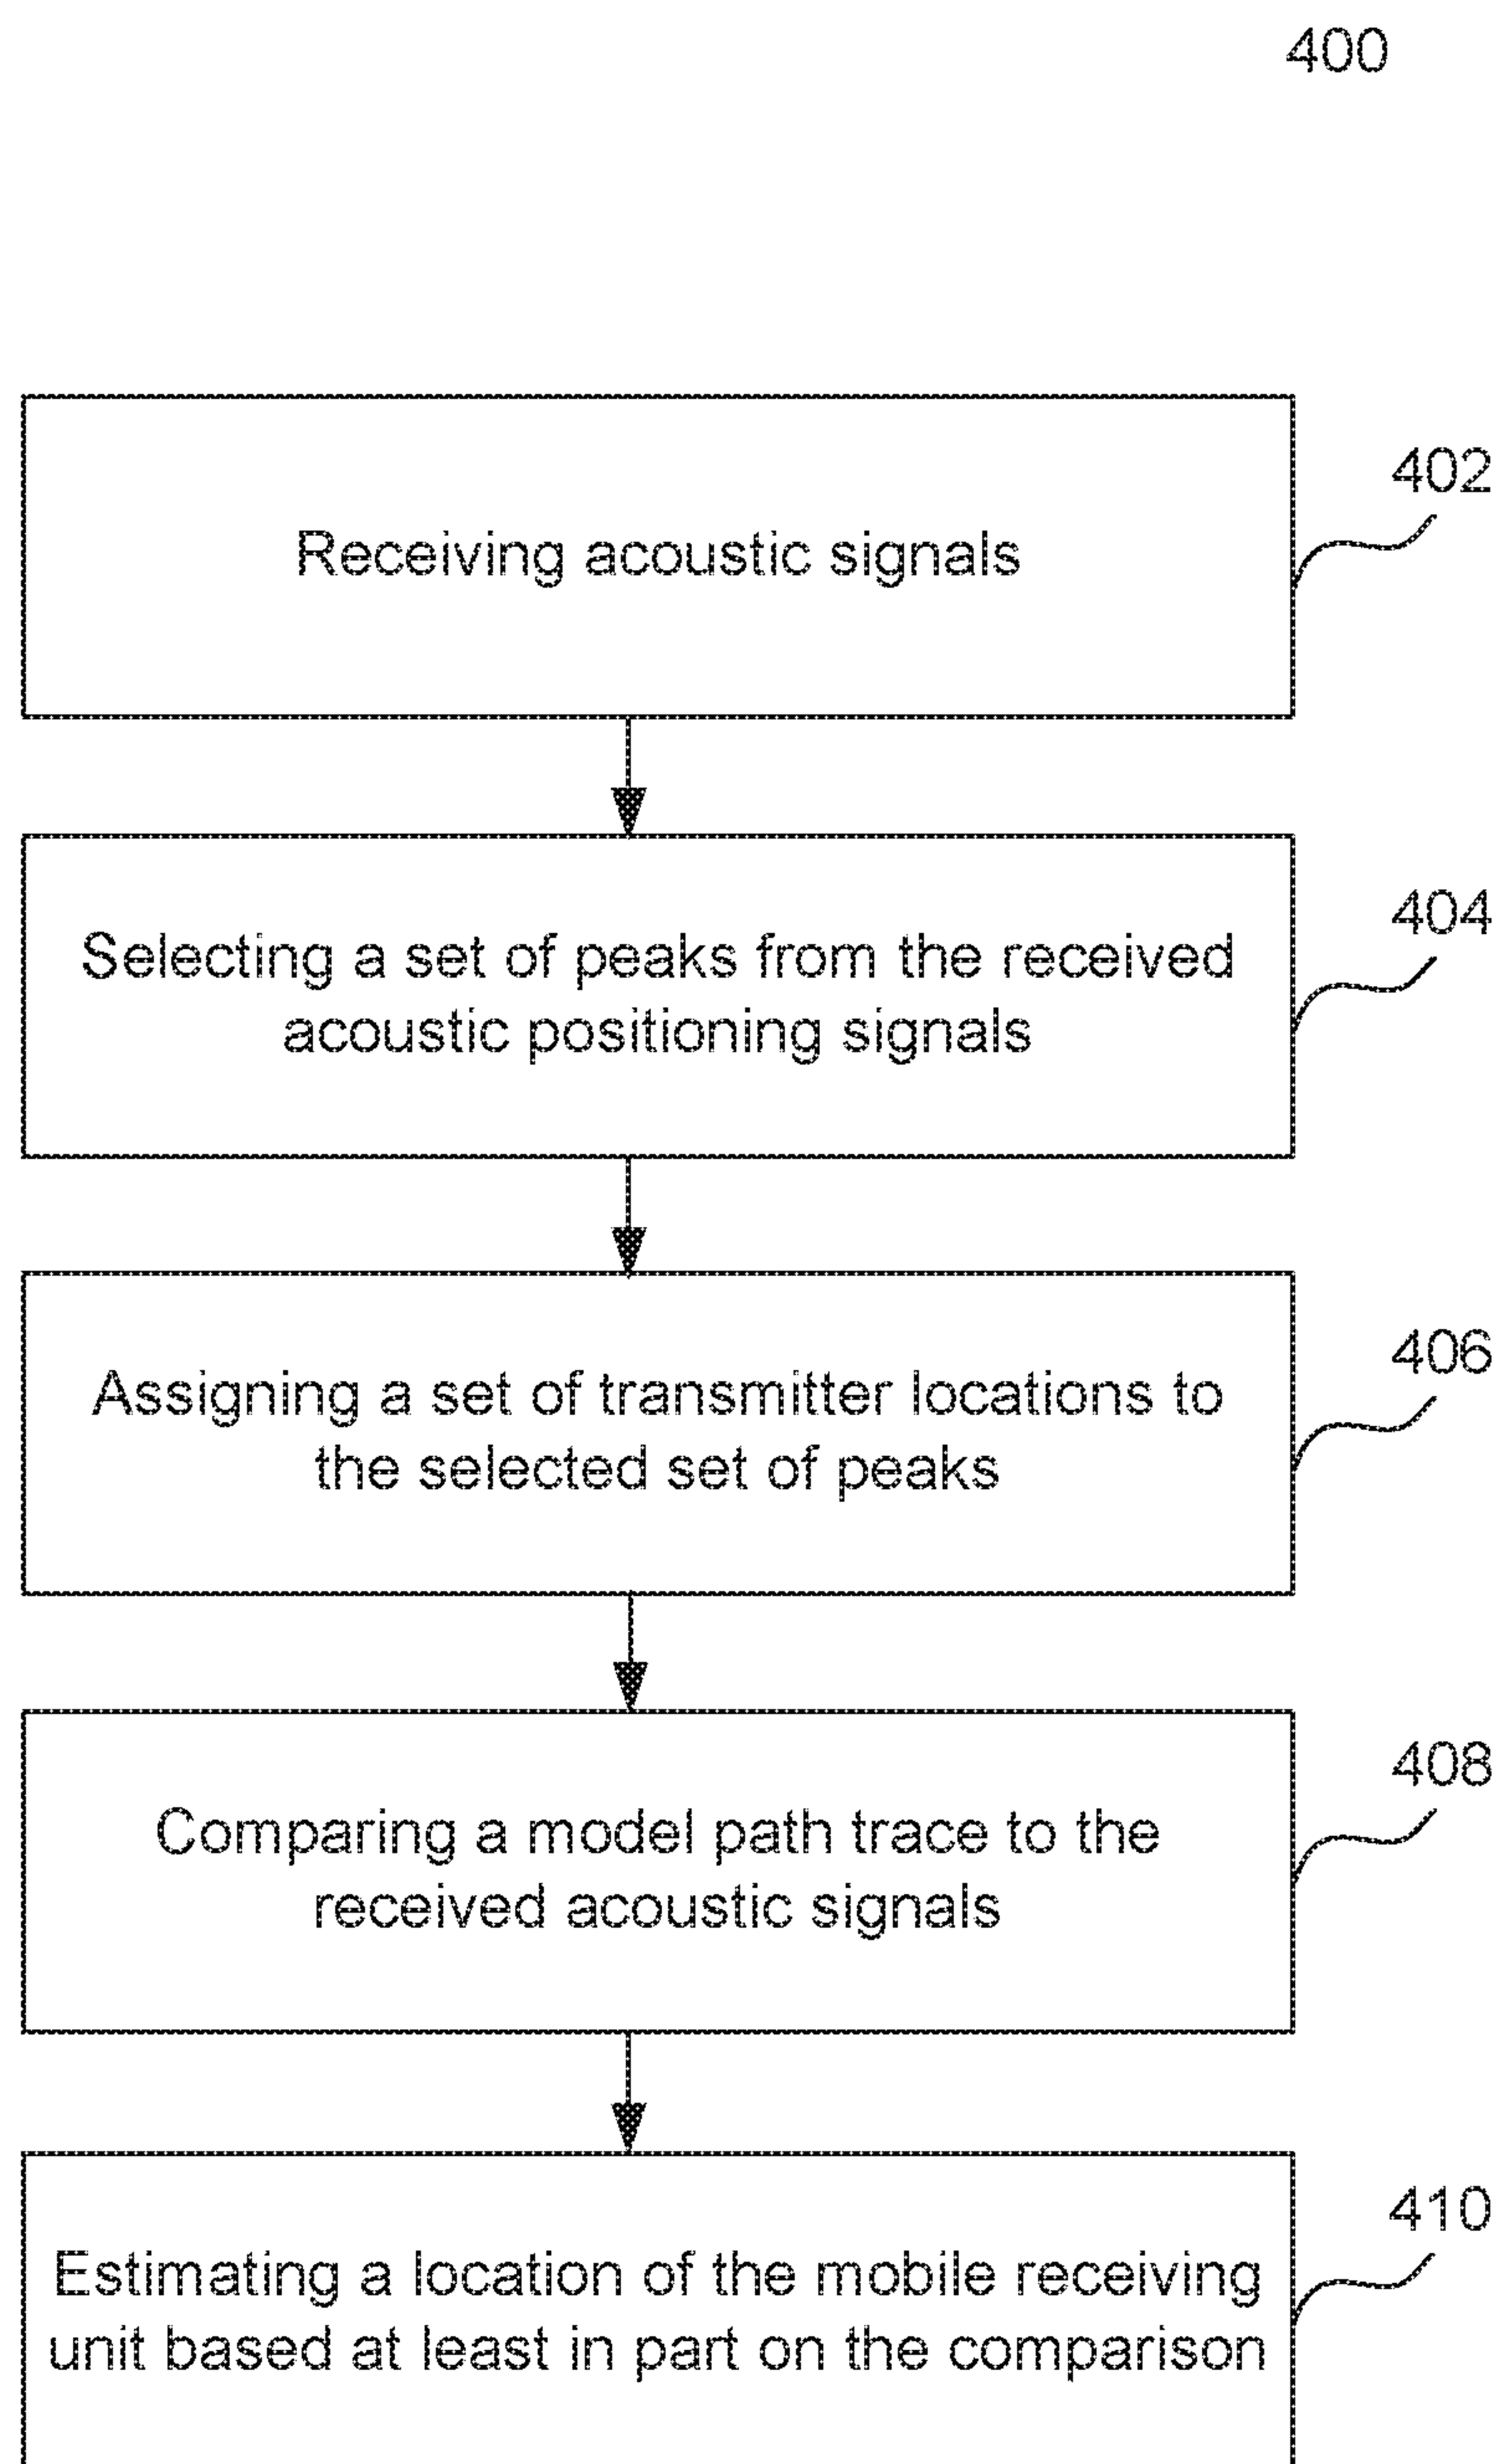 400
Receiving acoustic signals
402
Selecting a set of peaks from the received
acoustic positioning signals
404
Assigning a set of transmitter locations to
the selected set of peaks
406
Comparing a model path trace to the
received acoustic signals
408
Estimating a location of the mobile receiving
unit based at least in part on the comparison
410